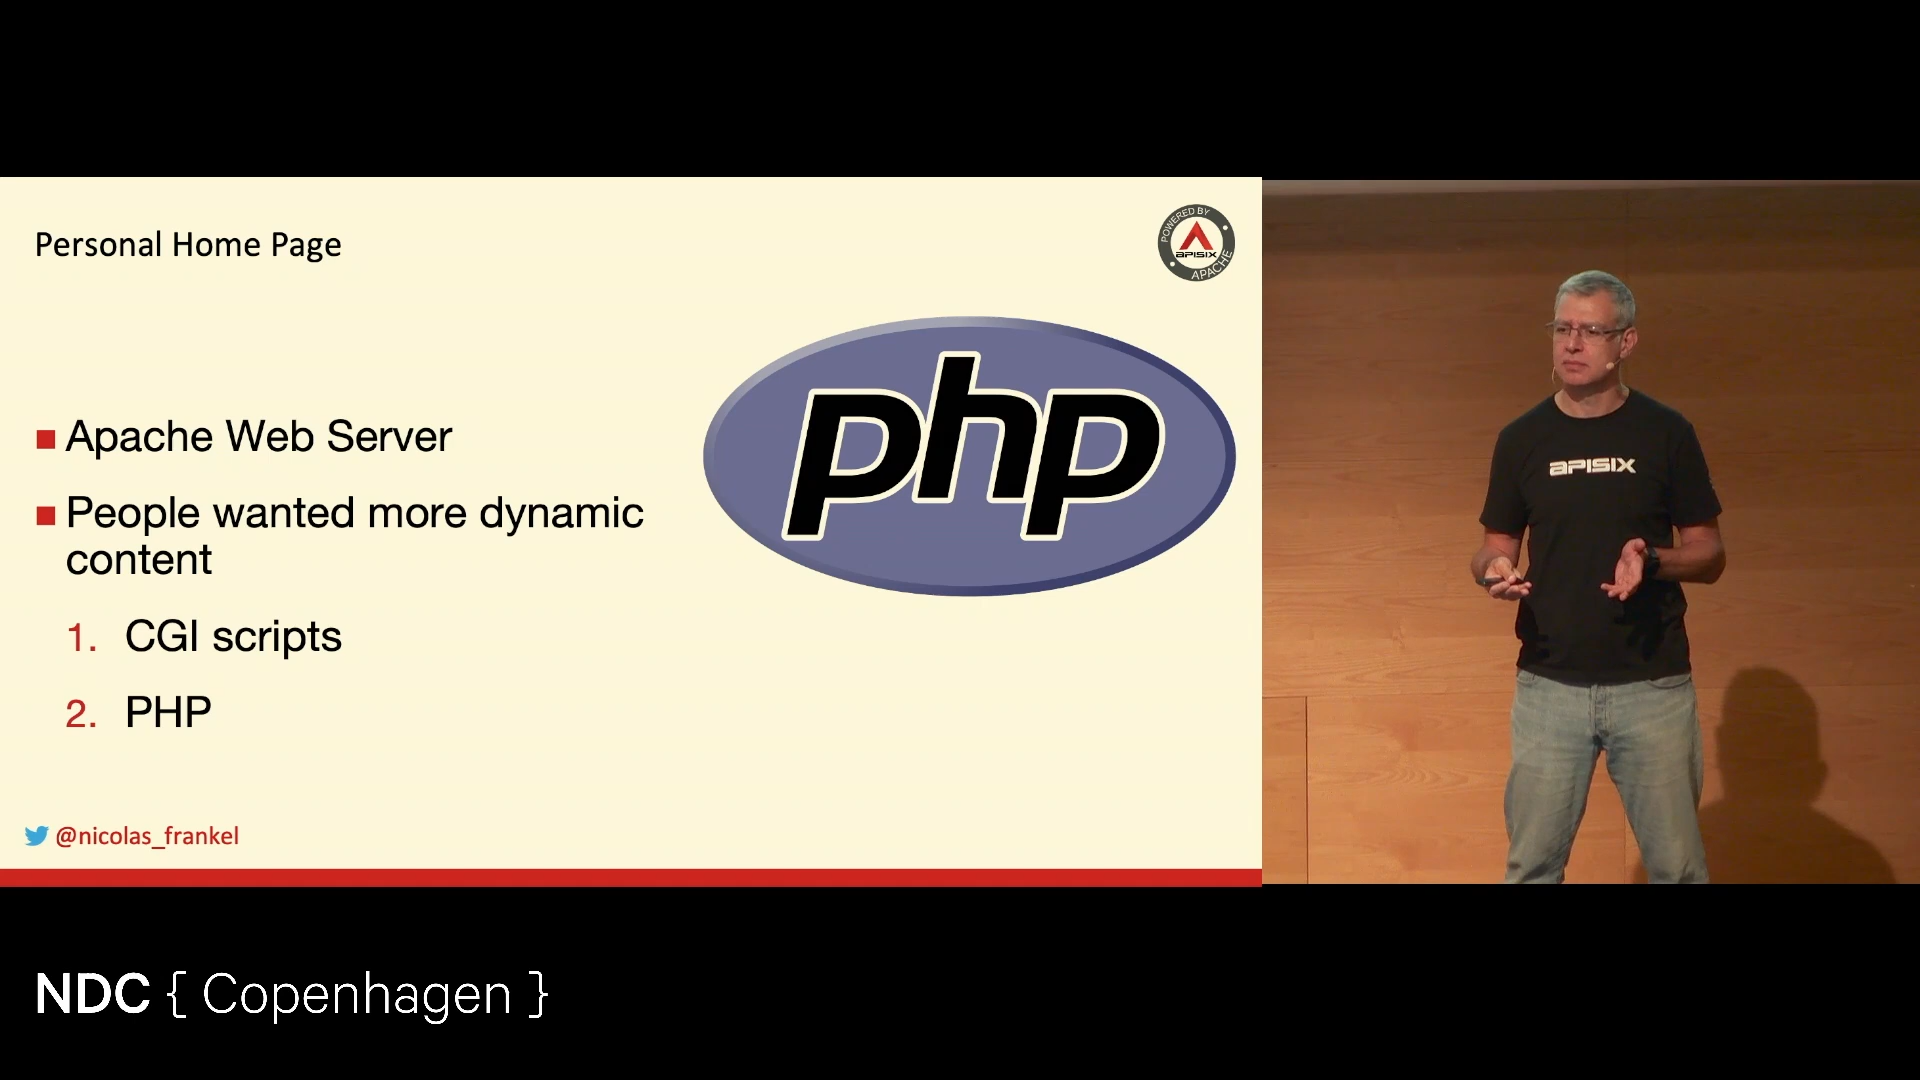 Personal Home Page
POWERED BY
APISIX
APACHE
php
Apache Web Server
People wanted more dynamic
content
1. CGI scripts
2. PHP
@nicolas_frankel
APISIX
NDC { Copenhagen }